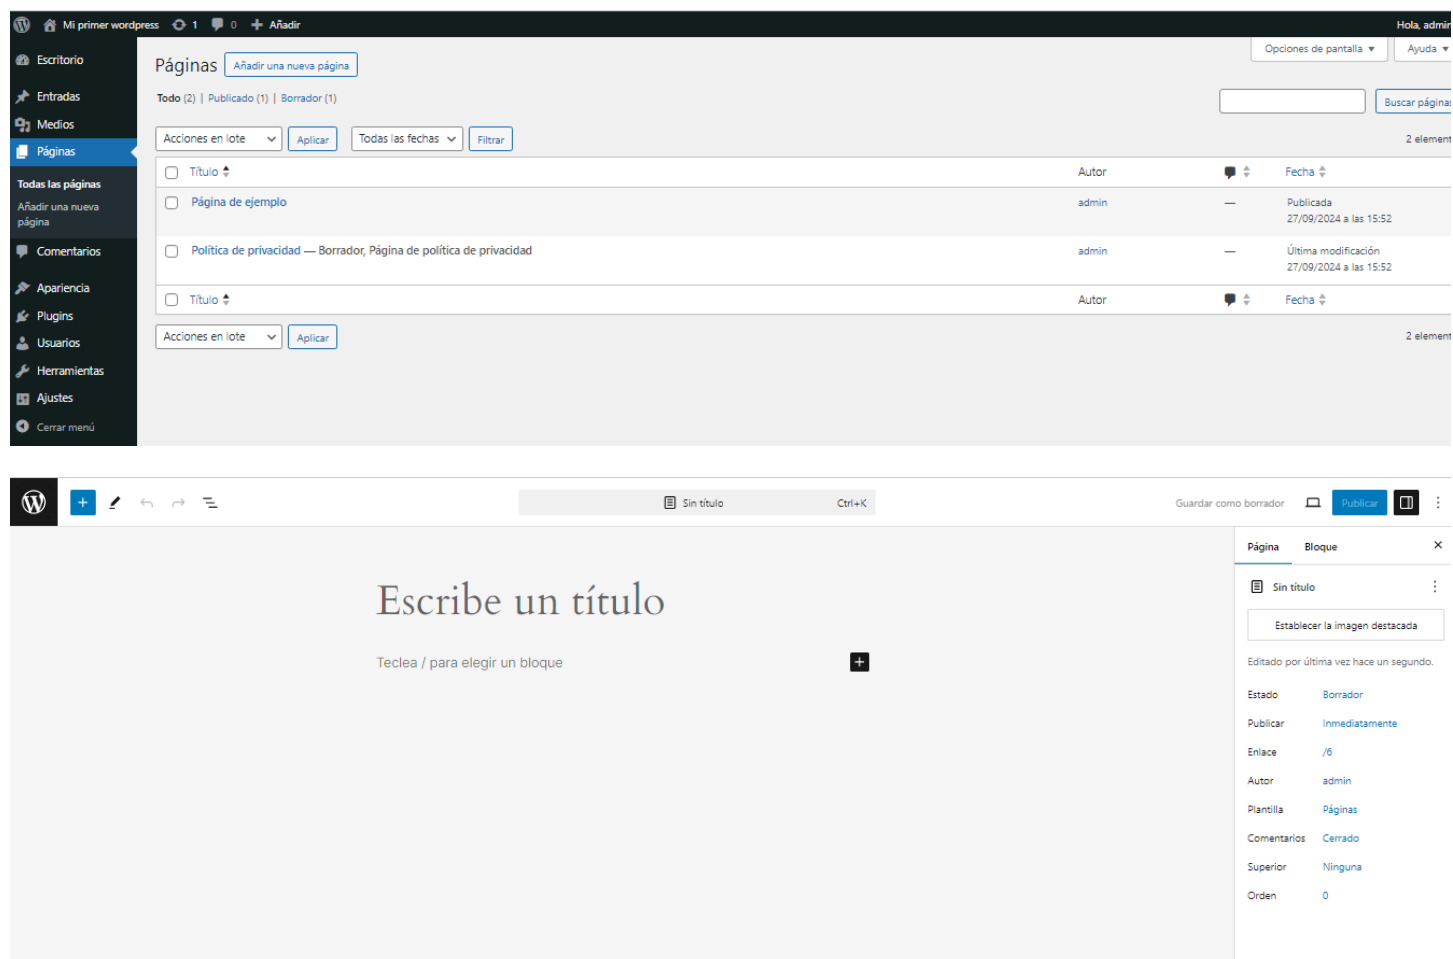 Mi primer wordpress 1 0 Añadir Hola, admin
Escritorio
Entradas
Medios
Páginas
Todas las páginas
Añadir una nueva
página
Comentarios
Apariencia
Plugins
Usuarios
Herramientas
Ajustes
Cerrar menú
Opciones de pantalla Ayuda
Páginas Añadir una nueva página
Todo (2) | Publicado (1) | Borrador (1)
Buscar páginas
Acciones en lote Aplicar Todas las fechas Filtrar
2 element
Título Autor Fecha
Página de ejemplo admin — Publicada
27/09/2024 a las 15:52
Política de privacidad — Borrador, Página de política de privacidad admin — Última modificación
27/09/2024 a las 15:52
Título Autor Fecha
Acciones en lote Aplicar
2 element
Sin título Ctrl+K Guardar como borrador Publicar
Escribe un título
Teclea / para elegir un bloque
Página Bloque
Sin título
Establecer la imagen destacada
Editado por última vez hace un segundo.
Estado Borrador
Publicar Inmediatamente
Enlace /6
Autor admin
Plantilla Páginas
Comentarios Cerrado
Superior Ninguna
Orden 0